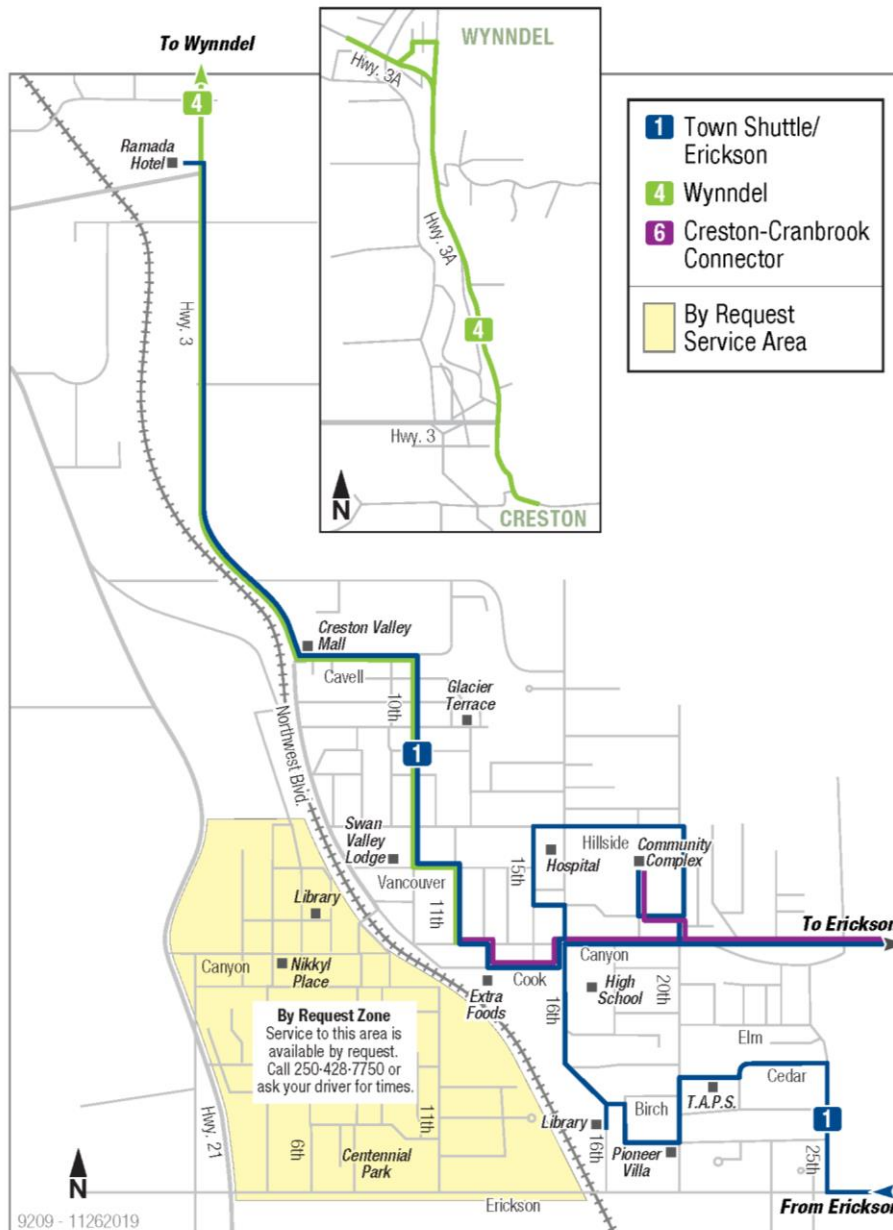 To Wynndel
4
Ramada
Hotel
Hwy. 3
WYNNDEL
Hwy. 3A
Hwy. 3A
4
Hwy. 3
N
CRESTON
1 Town Shuttle/
Erickson
4 Wynndel
6 Creston-Cranbrook
Connector
By Request
Service Area
Creston Valley
Mall
Cavell
10th
Glacier
Terrace
Northwest Blvd.
1
Swan
Valley
Lodge
Vancouver
11th
15th
Hospital
Hillside
Community
Complex
To Erickson
Library
Canyon
Nikkyl
Place
Cook
Extra
Foods
16th
Canyon
High
School
20th
Elm
By Request Zone
Service to this area is
available by request.
Call 250-428-7750 or
ask your driver for times.
Hwy. 21
6th
11th
Centennial
Park
Library
16th
Birch
T.A.P.S.
Cedar
1
Pioneer
Villa
25th
N
Erickson
From Erickson
9209 - 11262019